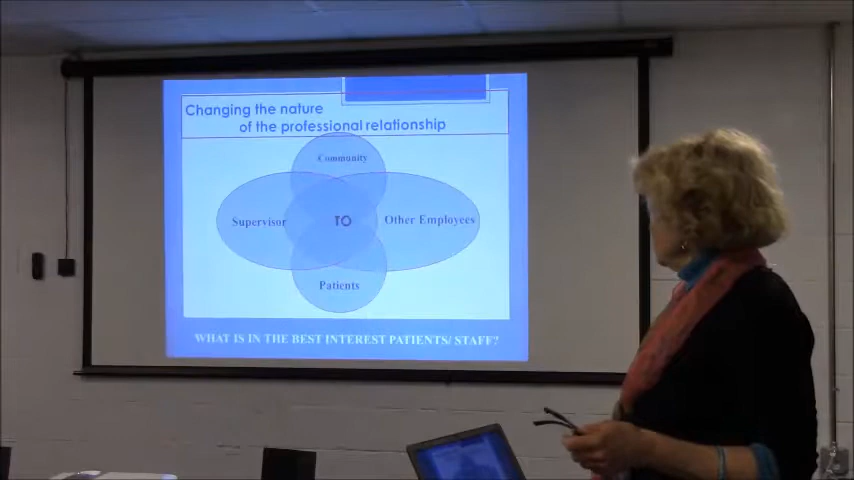 Changing the nature
of the professional relationship
Community
Supervisor
TO
Other Employees
Patients
WHAT IS IN THE BEST INTEREST PATIENTS/ STAFF?